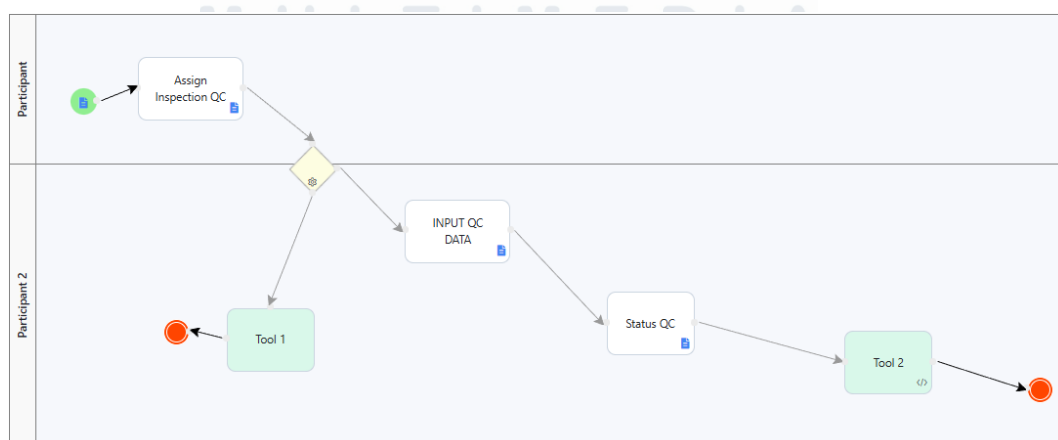 Participant
Assign
Inspection QC
Participant 2
INPUT QC
DATA
Status QC
Tool 1
Tool 2